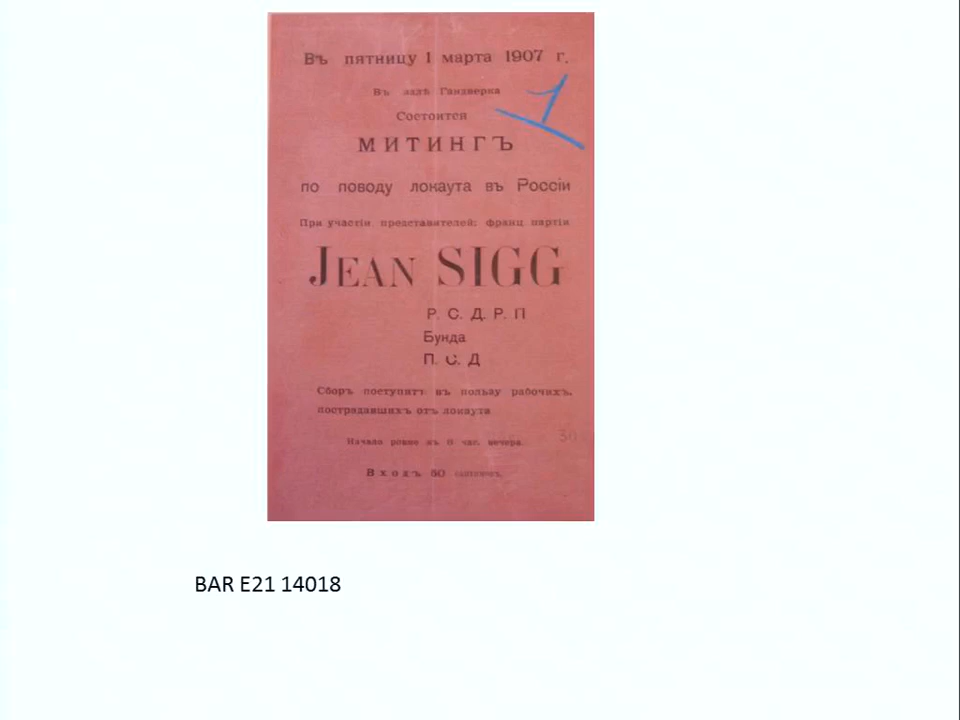 Въ пятницу 1 марта 1907 г.
1
Въ залѣ Гандверка
Состоится
МИТИНГЪ
по поводу локаута въ Россіи
При участіи представителей: франц партіи
JEAN SIGG
Р. С. Д. Р. П
Бунда
П. С. Д
Сборъ поступитъ въ пользу рабочихъ,
пострадавшихъ отъ локаута
Начало ровно въ 8 час. вечера.
30
Входъ 50 сантимовъ.
BAR E21 14018